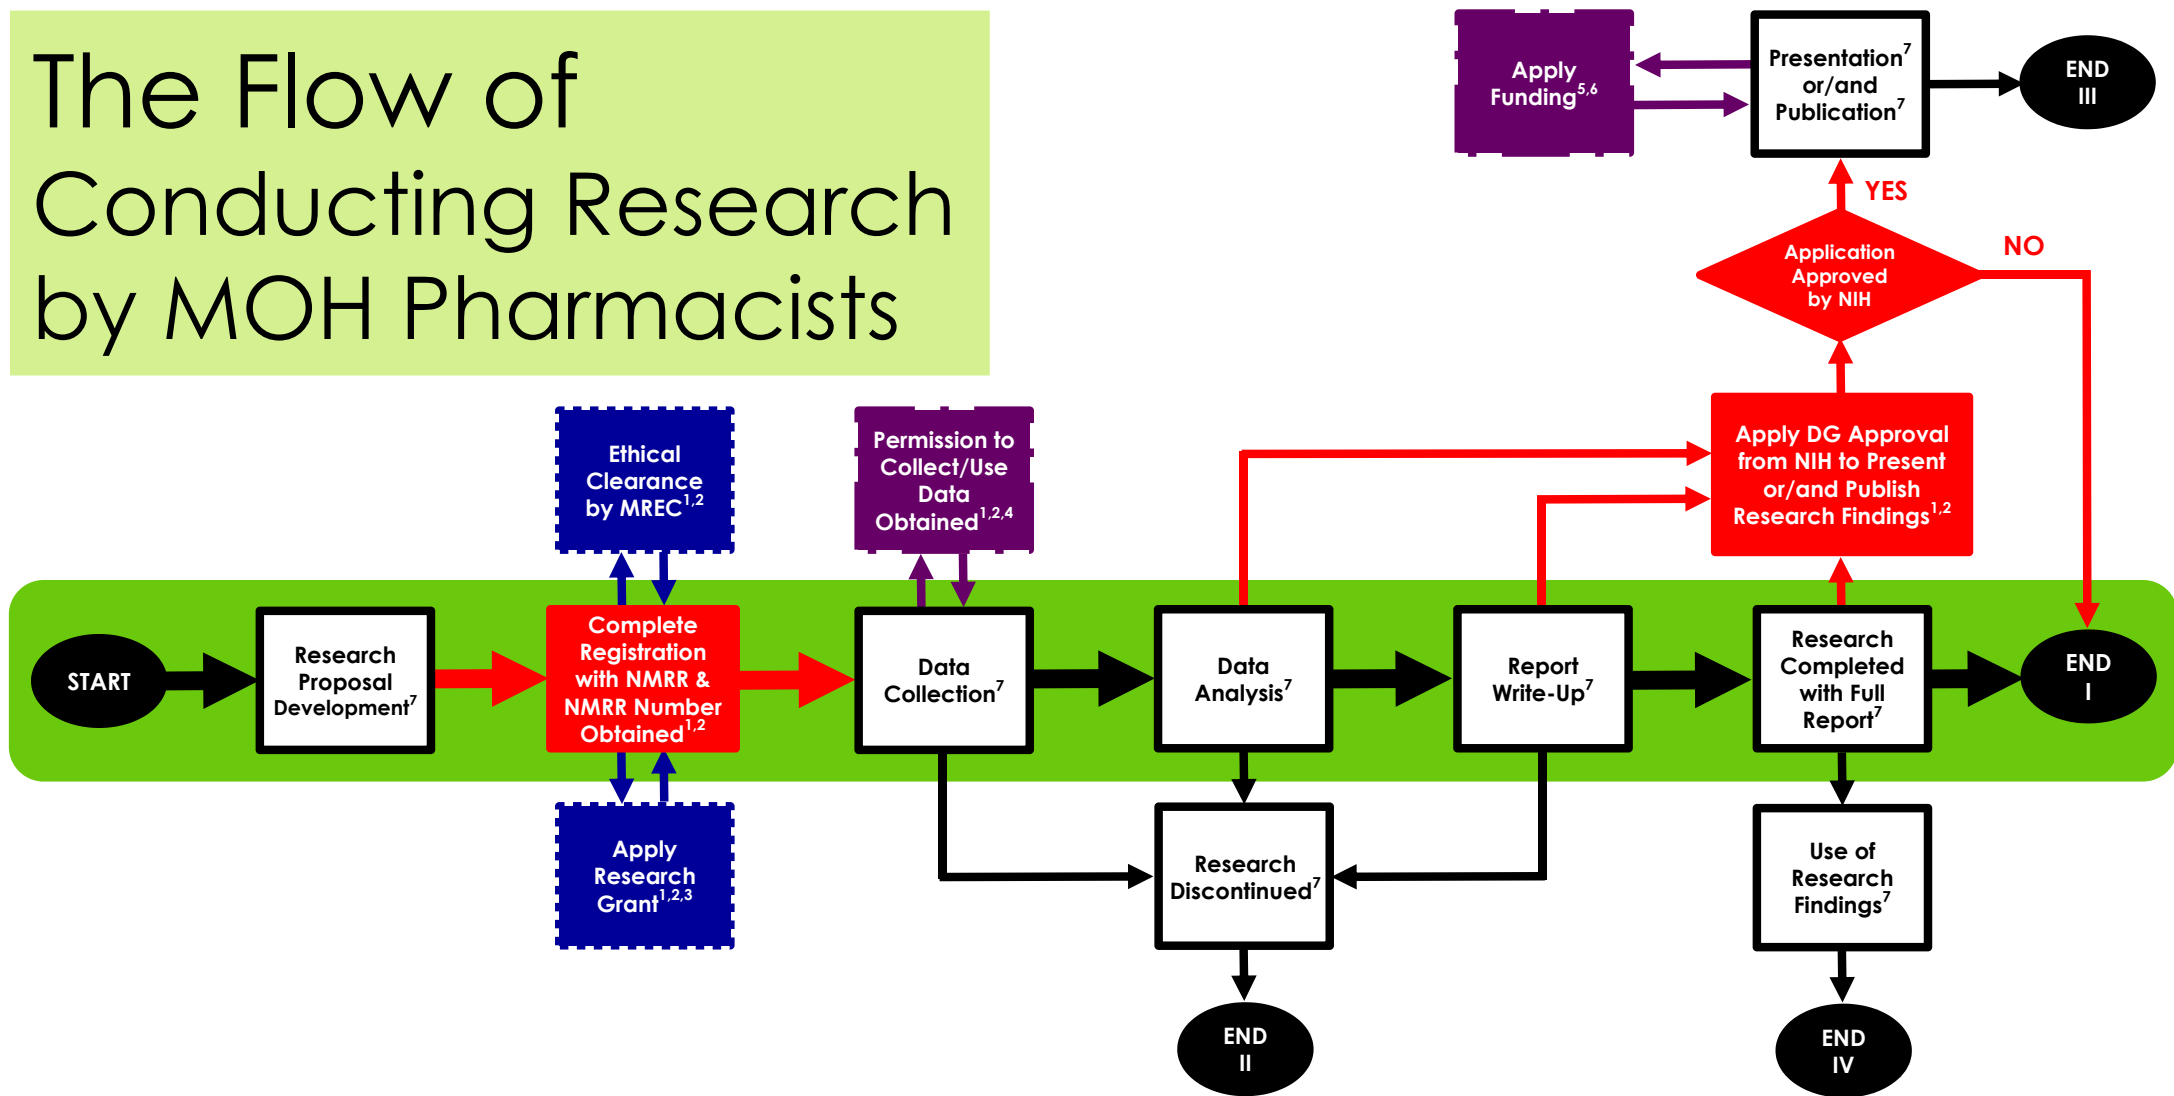 The Flow of
Conducting Research
by MOH Pharmacists
Apply
Funding5,6
Presentation7
or/and
Publication7
END
III
YES
Application
Approved
by NIH
NO
Ethical
Clearance
by MREC1,2
Permission to
Collect/Use
Data
Obtained1,2,4
Apply DG Approval
from NIH to Present
or/and Publish
Research Findings1,2
START
Research
Proposal
Development7
Complete
Registration
with NMRR &
NMRR Number
Obtained1,2
Data
Collection7
Data
Analysis7
Report
Write-Up7
Research
Completed
with Full
Report7
END
I
Apply
Research
Grant1,2,3
Research
Discontinued7
Use of
Research
Findings7
END
II
END
IV